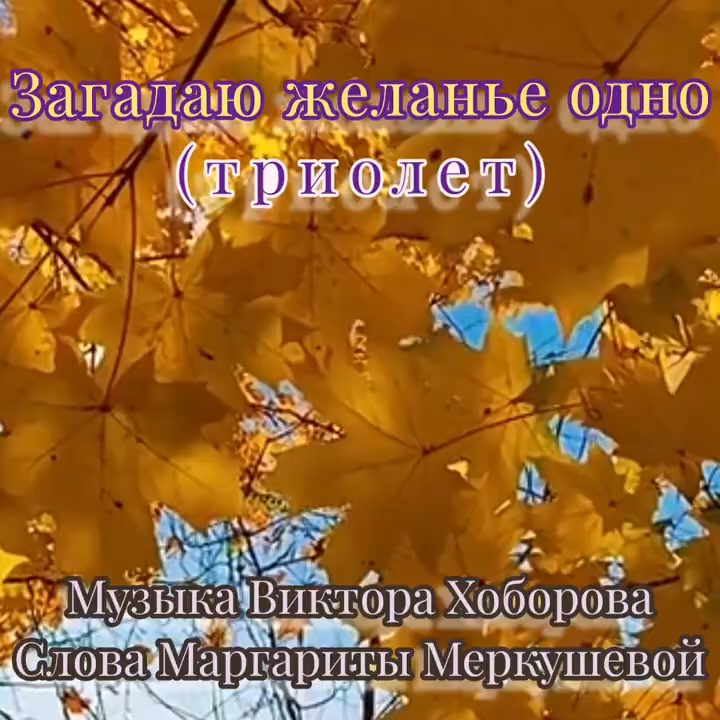 Загадаю желанье одно
(триолет)
Музыка Виктора Хоборова
Слова Маргариты Меркушевой